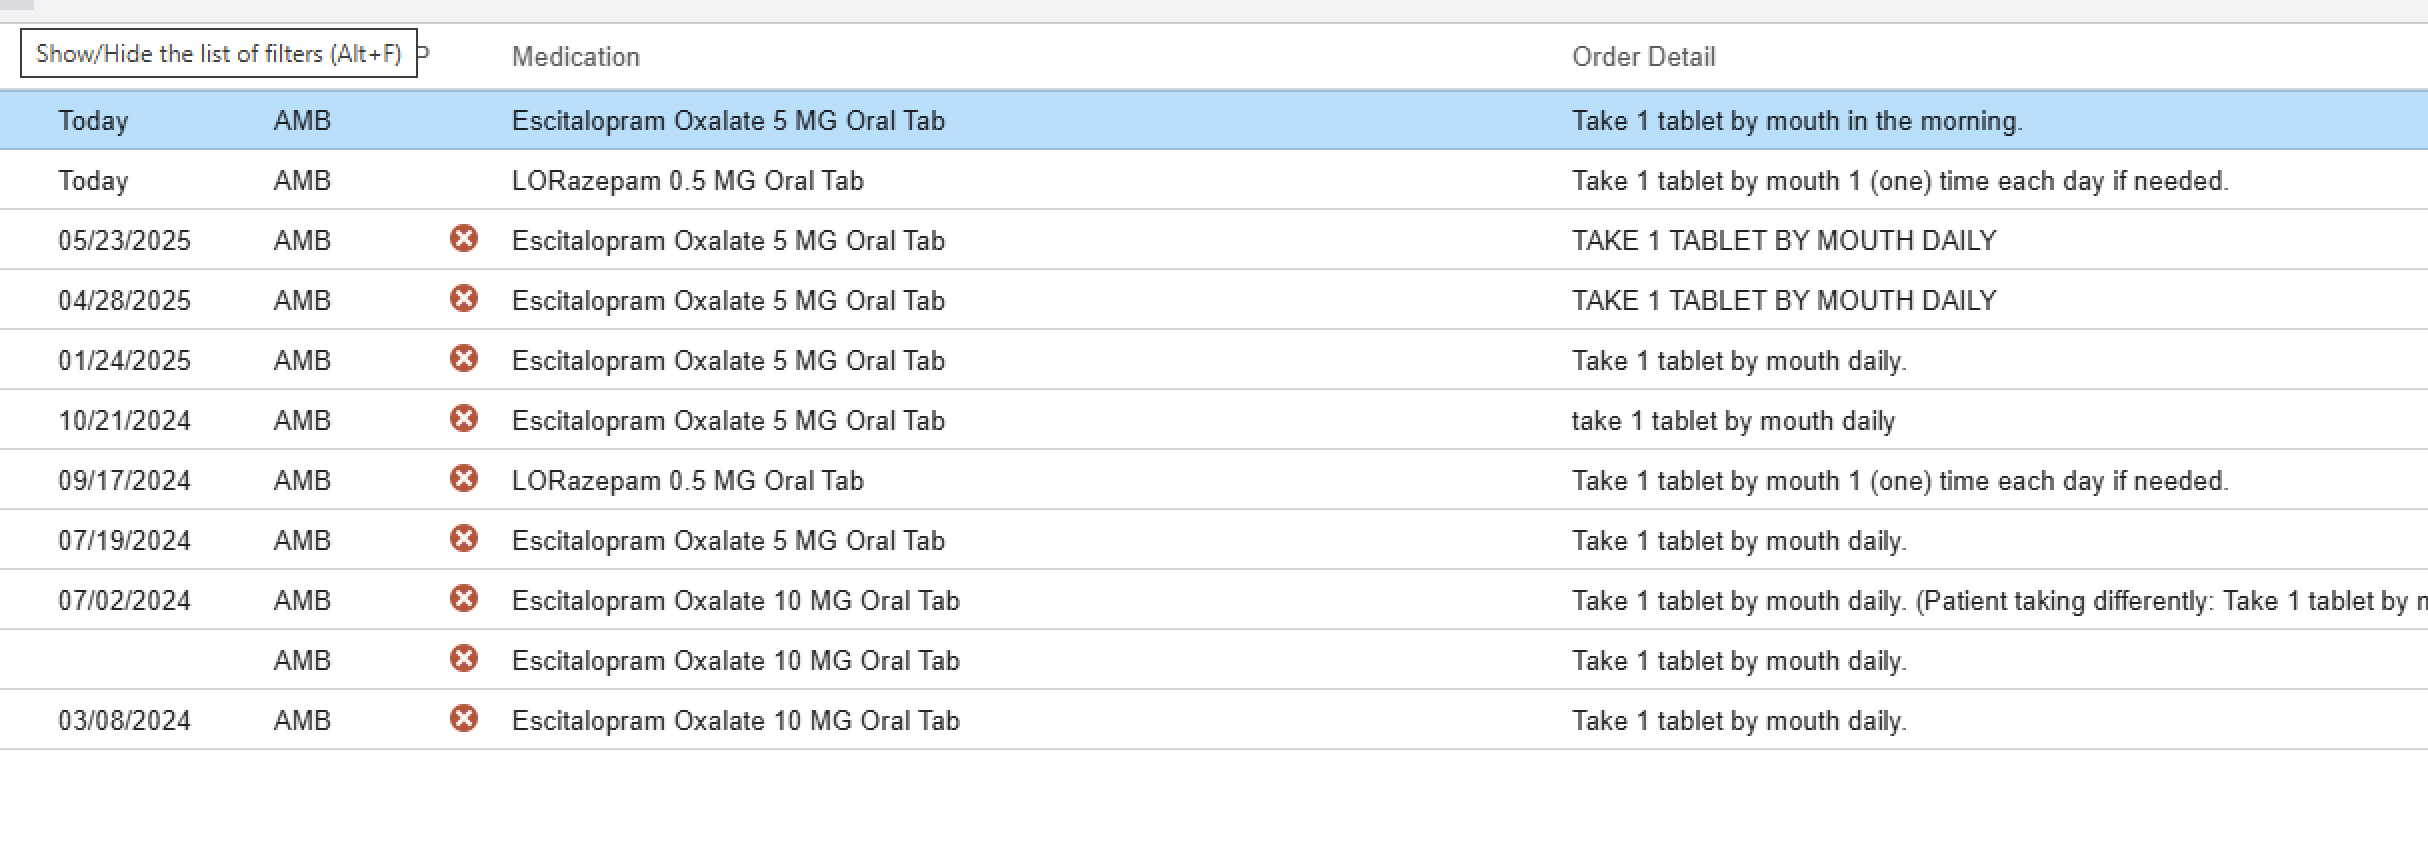 Show/Hide the list of filters (Alt+F) Medication Order Detail
Today AMB Escitalopram Oxalate 5 MG Oral Tab Take 1 tablet by mouth in the morning.
Today AMB LORazepam 0.5 MG Oral Tab Take 1 tablet by mouth 1 (one) time each day if needed.
05/23/2025 AMB Escitalopram Oxalate 5 MG Oral Tab TAKE 1 TABLET BY MOUTH DAILY
04/28/2025 AMB Escitalopram Oxalate 5 MG Oral Tab TAKE 1 TABLET BY MOUTH DAILY
01/24/2025 AMB Escitalopram Oxalate 5 MG Oral Tab Take 1 tablet by mouth daily.
10/21/2024 AMB Escitalopram Oxalate 5 MG Oral Tab take 1 tablet by mouth daily
09/17/2024 AMB LORazepam 0.5 MG Oral Tab Take 1 tablet by mouth 1 (one) time each day if needed.
07/19/2024 AMB Escitalopram Oxalate 5 MG Oral Tab Take 1 tablet by mouth daily.
07/02/2024 AMB Escitalopram Oxalate 10 MG Oral Tab Take 1 tablet by mouth daily. (Patient taking differently: Take 1 tablet by
AMB Escitalopram Oxalate 10 MG Oral Tab Take 1 tablet by mouth daily.
03/08/2024 AMB Escitalopram Oxalate 10 MG Oral Tab Take 1 tablet by mouth daily.